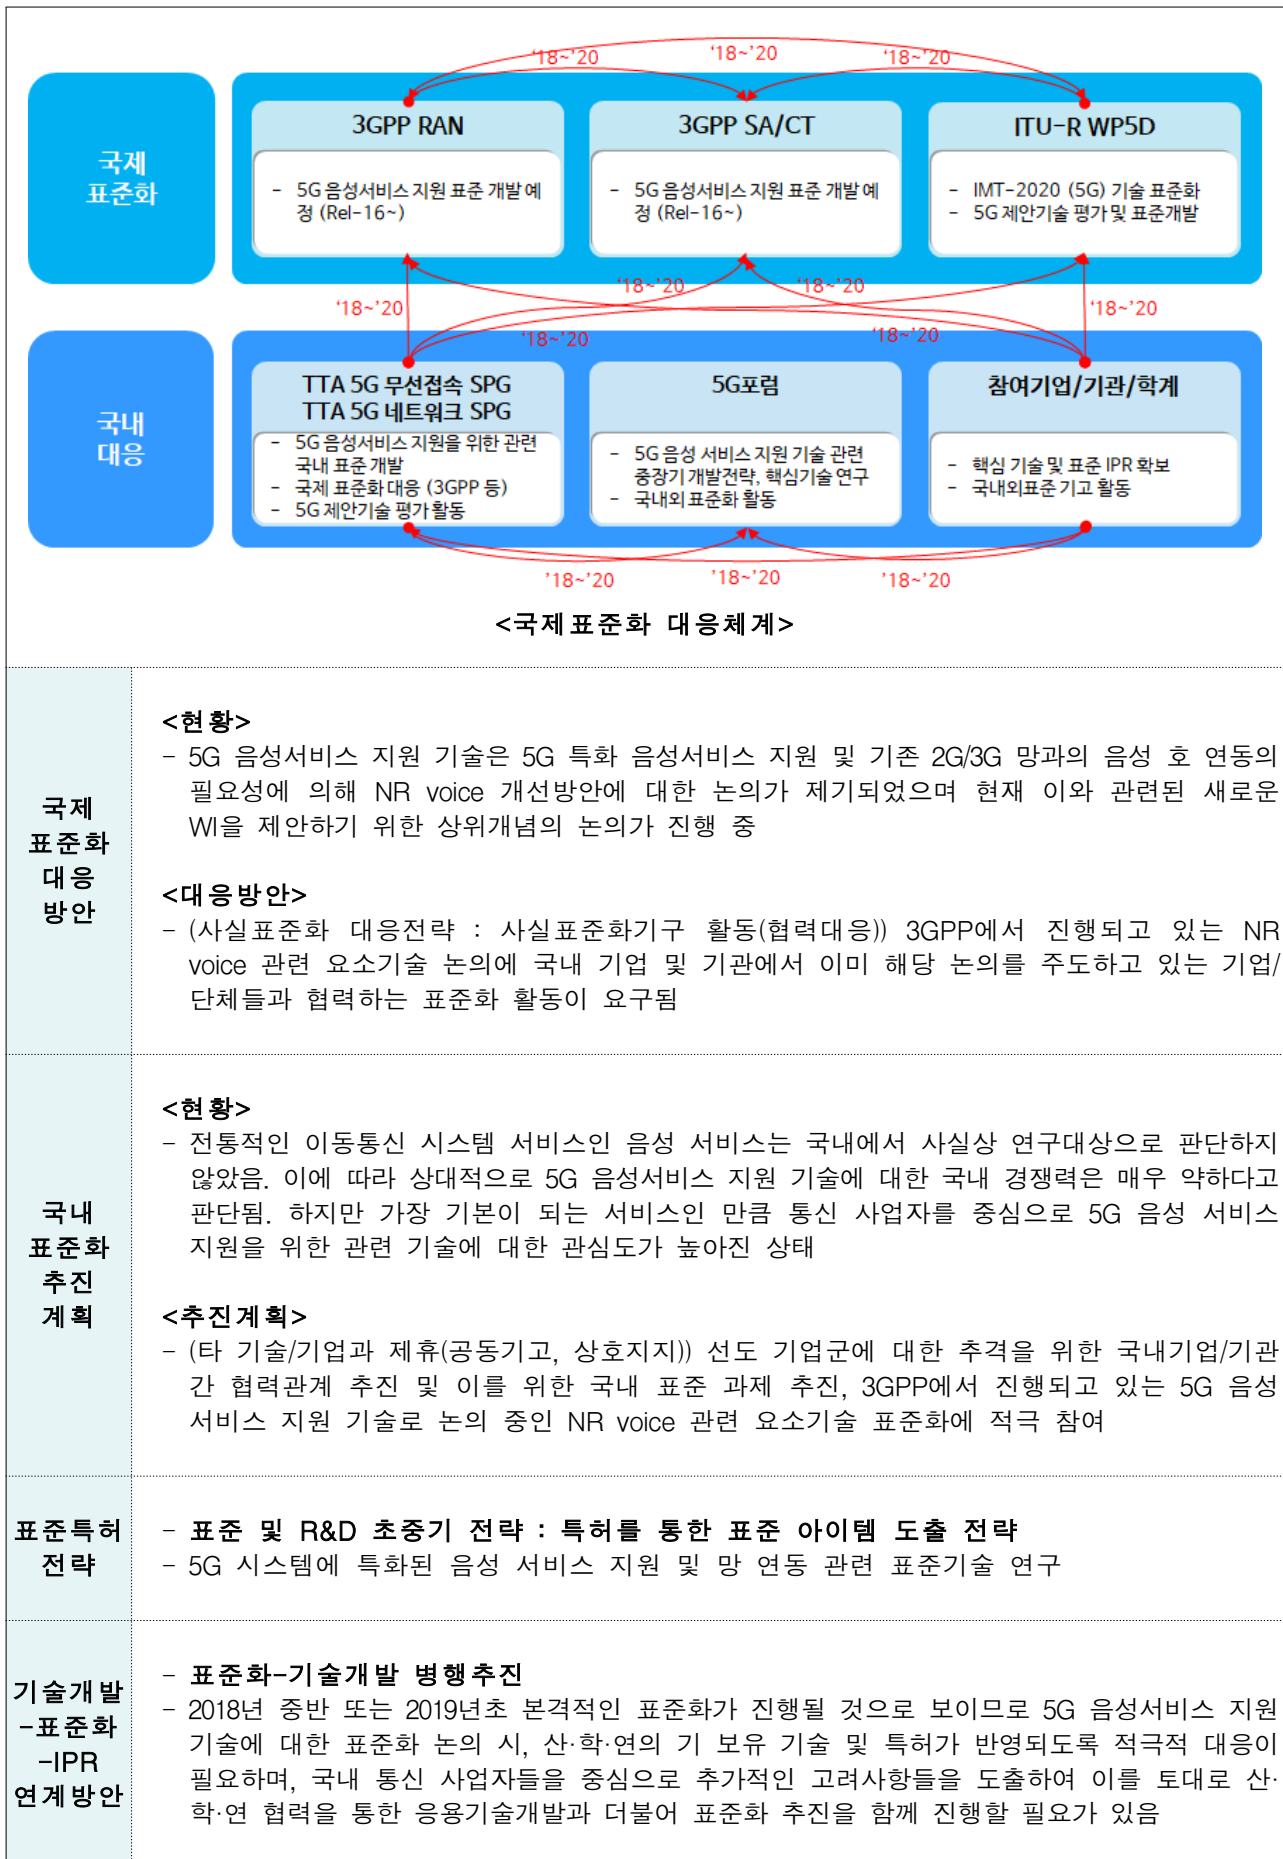 '18~'20
'18~'20
'18~'20
국제
표준화
3GPP RAN
- 5G 음성서비스 지원 표준 개발 예
정 (Rel-16~)
3GPP SA/CT
- 5G 음성서비스 지원 표준 개발 예
정 (Rel-16~)
ITU-R WP5D
- IMT-2020 (5G) 기술 표준화
- 5G 제안기술 평가 및 표준개발
'18~'20
'18~'20
'18~'20
'18~'20
'18~'20
'18~'20
국내
대응
TTA 5G 무선접속 SPG
TTA 5G 네트워크 SPG
- 5G 음성서비스 지원을 위한 관련
국내 표준 개발
- 국제 표준화 대응 (3GPP 등)
- 5G 제안기술 평가 활동
5G포럼
- 5G 음성 서비스 지원 기술 관련
중장기 개발전략, 핵심기술 연구
- 국내외 표준화 활동
참여기업/기관/학계
- 핵심 기술 및 표준 IPR 확보
- 국내외표준 기고 활동
'18~'20
'18~'20
'18~'20
<국제표준화 대응체계>
국제
표준화
대응
방안
<현황>
- 5G 음성서비스 지원 기술은 5G 특화 음성서비스 지원 및 기존 2G/3G 망과의 음성 호 연동의
필요성에 의해 NR voice 개선방안에 대한 논의가 제기되었으며 현재 이와 관련된 새로운
WI을 제안하기 위한 상위개념의 논의가 진행 중
<대응방안>
- (사실표준화 대응전략 : 사실표준화기구 활동(협력대응)) 3GPP에서 진행되고 있는 NR
voice 관련 요소기술 논의에 국내 기업 및 기관에서 이미 해당 논의를 주도하고 있는 기업/
단체들과 협력하는 표준화 활동이 요구됨
국내
표준화
추진
계획
<현황>
- 전통적인 이동통신 시스템 서비스인 음성 서비스는 국내에서 사실상 연구대상으로 판단하지
않았음. 이에 따라 상대적으로 5G 음성서비스 지원 기술에 대한 국내 경쟁력은 매우 약하다고
판단됨. 하지만 가장 기본이 되는 서비스인 만큼 통신 사업자를 중심으로 5G 음성 서비스
지원을 위한 관련 기술에 대한 관심도가 높아진 상태
<추진계획>
- (타 기술/기업과 제휴(공동기고, 상호지지)) 선도 기업군에 대한 추격을 위한 국내기업/기관
간 협력관계 추진 및 이를 위한 국내 표준 과제 추진, 3GPP에서 진행되고 있는 5G 음성
서비스 지원 기술로 논의 중인 NR voice 관련 요소기술 표준화에 적극 참여
표준특허
전략
- 표준 및 R&D 초중기 전략 : 특허를 통한 표준 아이템 도출 전략
- 5G 시스템에 특화된 음성 서비스 지원 및 망 연동 관련 표준기술 연구
기술개발
-표준화
-IPR
연계방안
- 표준화-기술개발 병행추진
- 2018년 중반 또는 2019년초 본격적인 표준화가 진행될 것으로 보이므로 5G 음성서비스 지원
기술에 대한 표준화 논의 시, 산·학·연의 기 보유 기술 및 특허가 반영되도록 적극적 대응이
필요하며, 국내 통신 사업자들을 중심으로 추가적인 고려사항들을 도출하여 이를 토대로 산·
학·연 협력을 통한 응용기술개발과 더불어 표준화 추진을 함께 진행할 필요가 있음